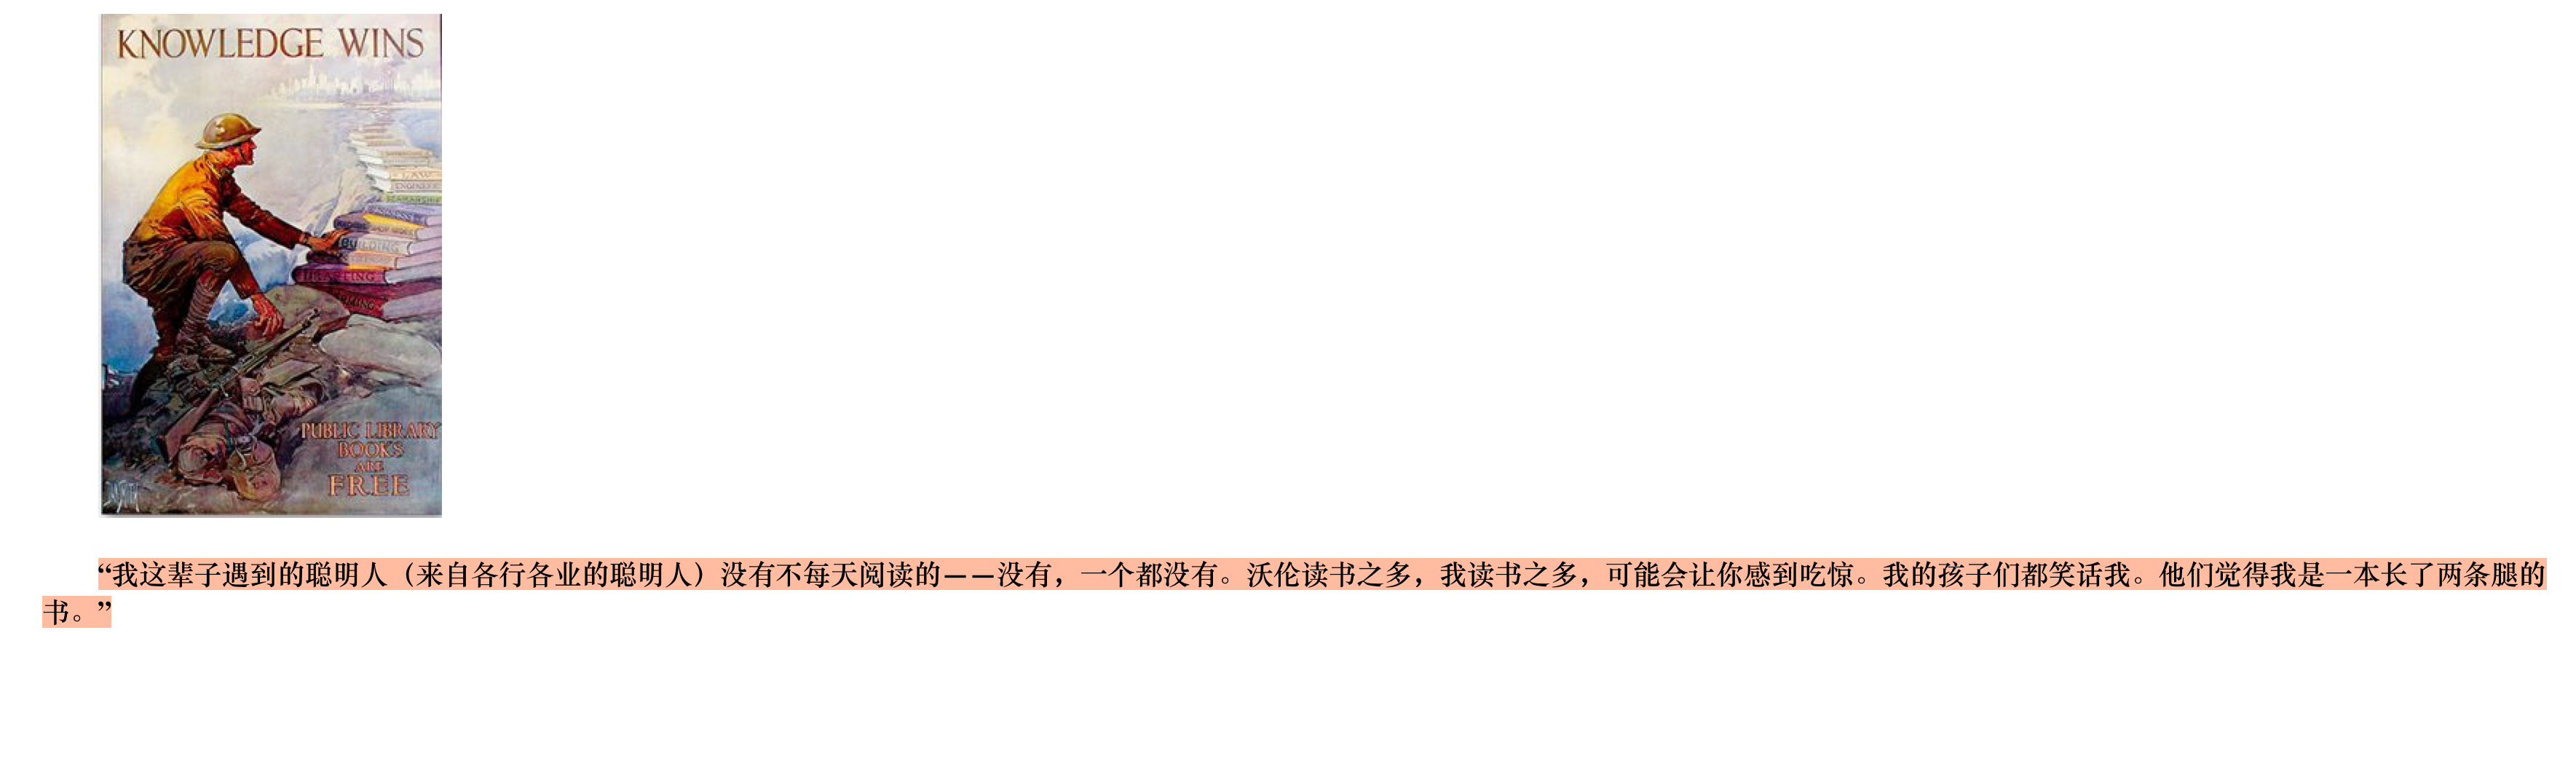 KNOWLEDGE WINS
LAW
BUILDING
PUBLIC LIBRARY
BOOKS
ARE
FREE
“我这辈子遇到的聪明人（来自各行各业的聪明人）没有不每天阅读的——没有，一个都没有。沃伦读书之多，我读书之多，可能会让你感到吃惊。我的孩子们都笑话我。他们觉得我是一本长了两条腿的
书。”